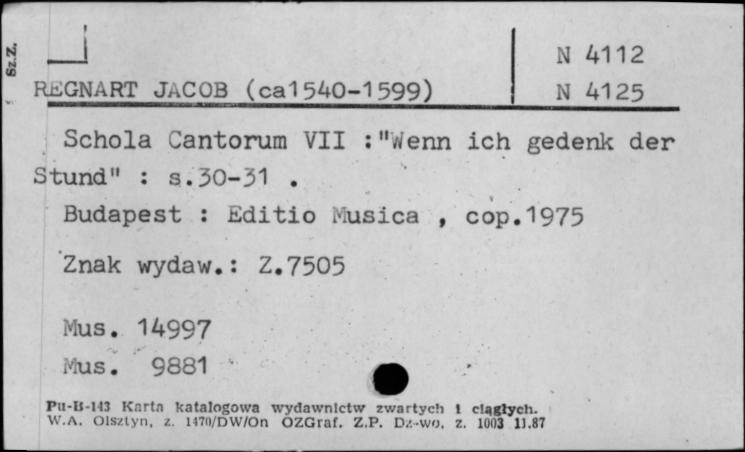 Sz.Z.
N 4112
REGNART JACOB (ca1540-1599) N 4125
Schola Cantorum VII :"Wenn ich gedenk der
Stund" : s.30-31 .
Budapest : Editio Musica , cop.1975
Znak wydaw.: Z.7505
Mus. 14997
Mus. 9881
Pu-B-143 Karta katalogowa wydawnictw zwartych i ciągłych.
W.A. Olsztyn, z. 1470/DW/On OZGraf. Z.P. Dz-wo, z. 1003 11.87